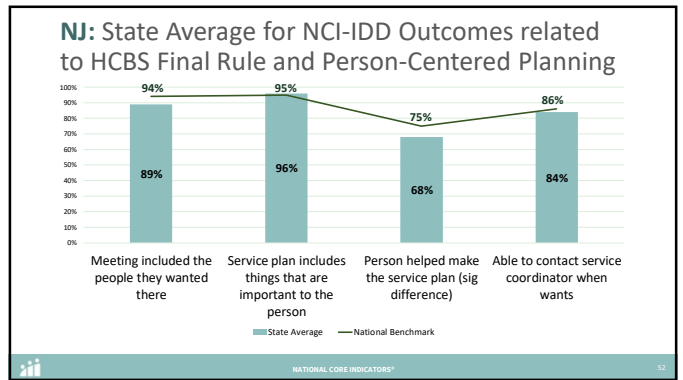 NJ: State Average for NCI-IDD Outcomes related
to HCBS Final Rule and Person-Centered Planning
100%
90%
80%
70%
60%
50%
40%
30%
20%
10%
0%
94%
95%
75%
86%
89%
96%
68%
84%
Meeting included the
people they wanted
there
Service plan includes
things that are
important to the
person
Person helped make
the service plan (sig
difference)
Able to contact service
coordinator when
wants
State Average
National Benchmark
NATIONAL CORE INDICATORS®
52